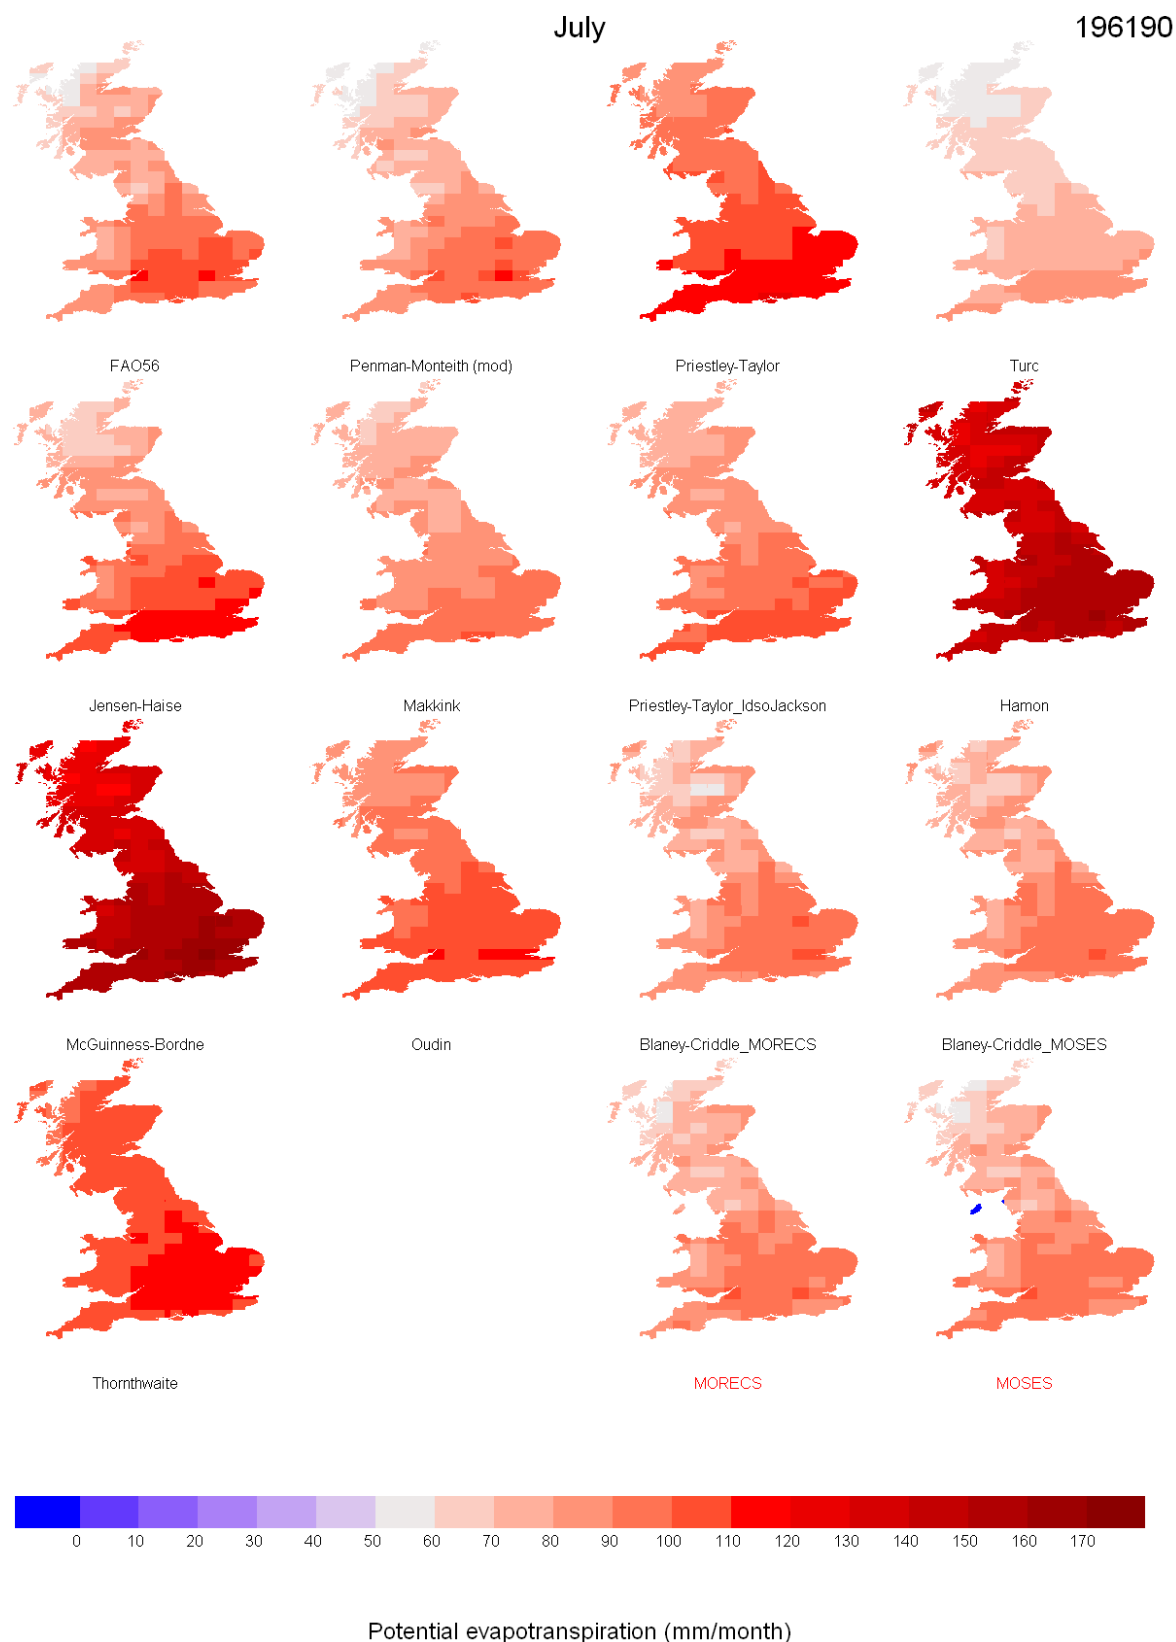 July 196190
FAO56 Penman-Monteith (mod) Priestley-Taylor Turc
Jensen-Haise Makkink Priestley-Taylor_IdsoJackson Hamon
McGuinness-Bordne Oudin Blaney-Criddle_MORECS Blaney-Criddle_MOSES
Thornthwaite MORECS MOSES
0 10 20 30 40 50 60 70 80 90 100 110 120 130 140 150 160 170
Potential evapotranspiration (mm/month)